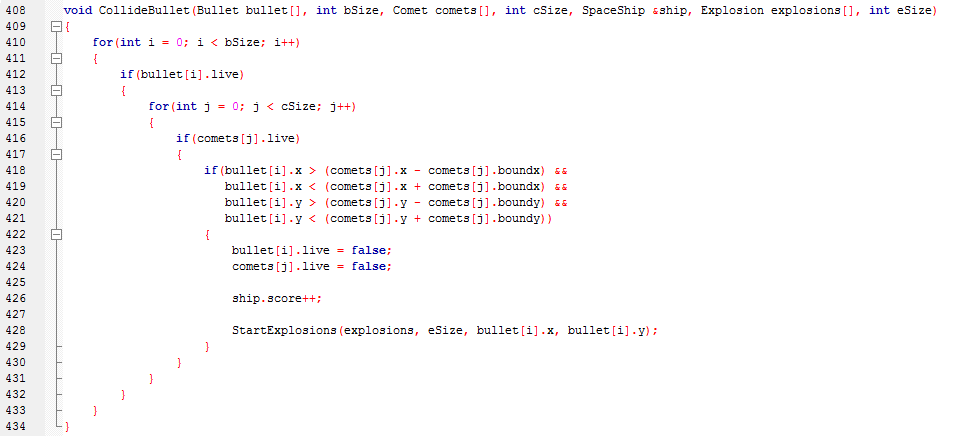 408 void CollideBullet(Bullet bullet[], int bSize, Comet comets[], int cSize, SpaceShip &ship, Explosion explosions[], int eSize)
409 {
410     for(int i = 0; i < bSize; i++)
411     {
412         if(bullet[i].live)
413         {
414             for(int j = 0; j < cSize; j++)
415             {
416                 if(comets[j].live)
417                 {
418                     if(bullet[i].x > (comets[j].x - comets[j].boundx) &&
419                        bullet[i].x < (comets[j].x + comets[j].boundx) &&
420                        bullet[i].y > (comets[j].y - comets[j].boundy) &&
421                        bullet[i].y < (comets[j].y + comets[j].boundy))
422                     {
423                         bullet[i].live = false;
424                         comets[j].live = false;
425
426                         ship.score++;
427
428                         StartExplosions(explosions, eSize, bullet[i].x, bullet[i].y);
429                     }
430                 }
431             }
432         }
433     }
434 }